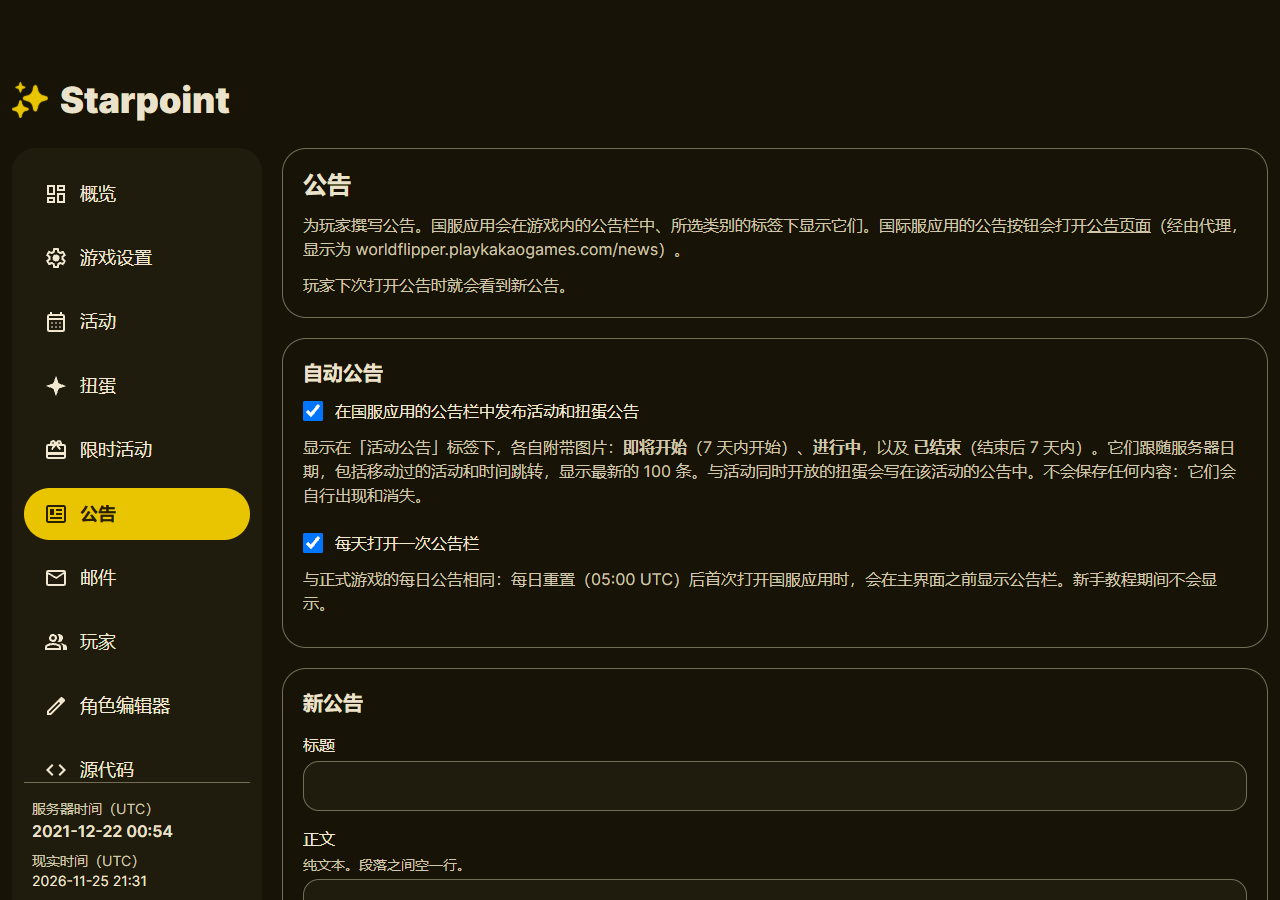 Starpoint
概览
游戏设置
活动
扭蛋
限时活动
公告
邮件
玩家
角色编辑器
源代码
服务器时间（UTC）
2021-12-22 00:54
现实时间（UTC）
2026-11-25 21:31
公告
为玩家撰写公告。国服应用会在游戏内的公告栏中、所选类别的标签下显示它们。国际服应用的公告按钮会打开公告页面（经由代理，
显示为 worldflipper.playkakaogames.com/news）。
玩家下次打开公告时就会看到新公告。
自动公告
在国服应用的公告栏中发布活动和扭蛋公告
显示在「活动公告」标签下，各自附带图片：即将开始（7 天内开始）、进行中，以及 已结束（结束后 7 天内）。它们跟随服务器日
期，包括移动过的活动和时间跳转，显示最新的 100 条。与活动同时开放的扭蛋会写在该活动的公告中。不会保存任何内容：它们会
自行出现和消失。
每天打开一次公告栏
与正式游戏的每日公告相同：每日重置（05:00 UTC）后首次打开国服应用时，会在主界面之前显示公告栏。新手教程期间不会显
示。
新公告
标题
正文
纯文本。段落之间空一行。